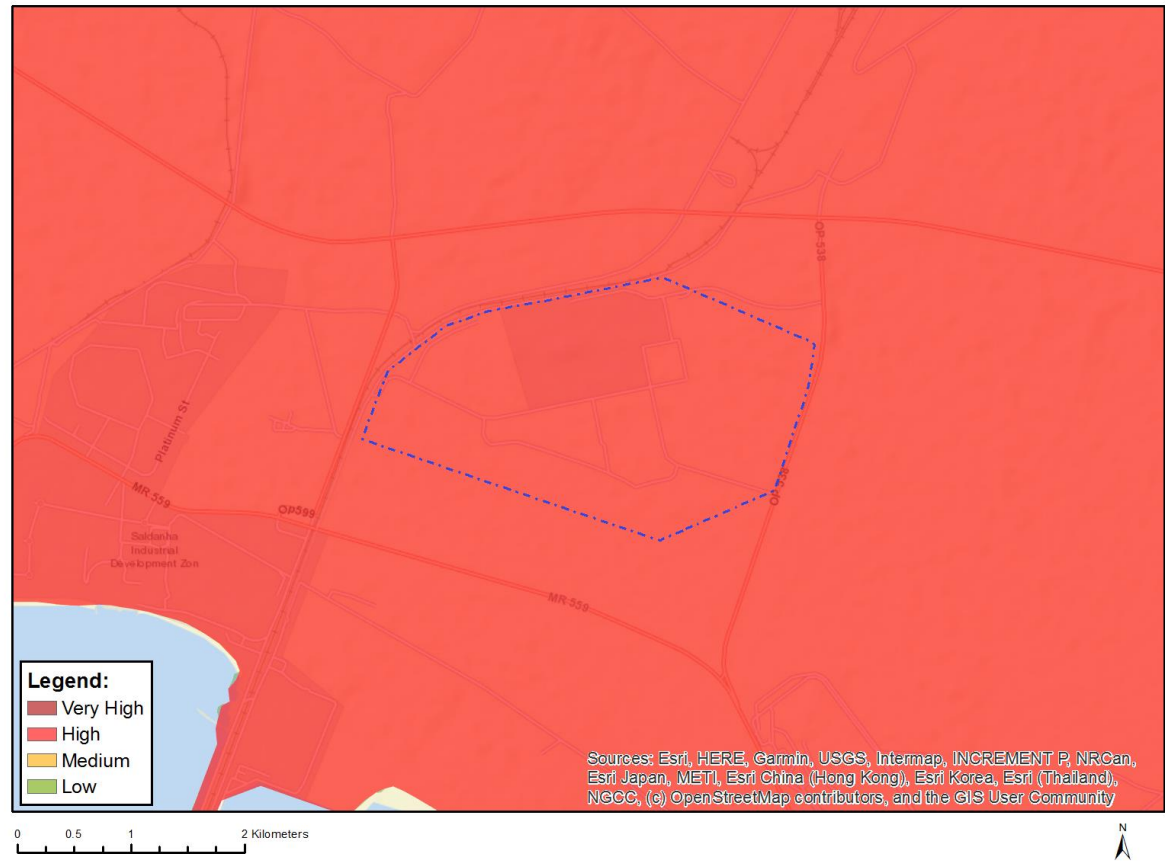 OP 538
Platinum St
MR 559
OP599
Saldanha
Industrial
Development Zon
OP 538
MR 559
Legend:
Very High
High
Medium
Low
Sources: Esri, HERE, Garmin, USGS, Intermap, INCREMENT P, NRCan,
Esri Japan, METI, Esri China (Hong Kong), Esri Korea, Esri (Thailand),
NGCC, (c) OpenStreetMap contributors, and the GIS User Community
0 0.5 1 2 Kilometers
N